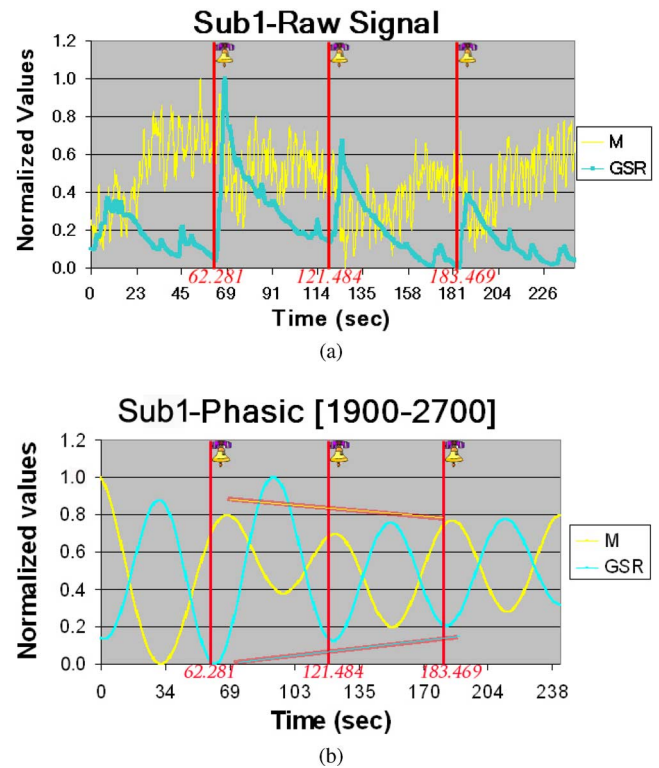 Sub1-Raw Signal
Normalized Values
1.2
1.0
0.8
0.6
0.4
0.2
0.0
62.281 121.484 183.469
0 23 45 69 91 114 135 158 181 204 226
Time (sec)
M
GSR
(a)
Sub1-Phasic [1900-2700]
Normalized values
1.2
1.0
0.8
0.6
0.4
0.2
0.0
62.281 121.484 183.469
0 34 69 103 135 170 204 238
Time (sec)
M
GSR
(b)